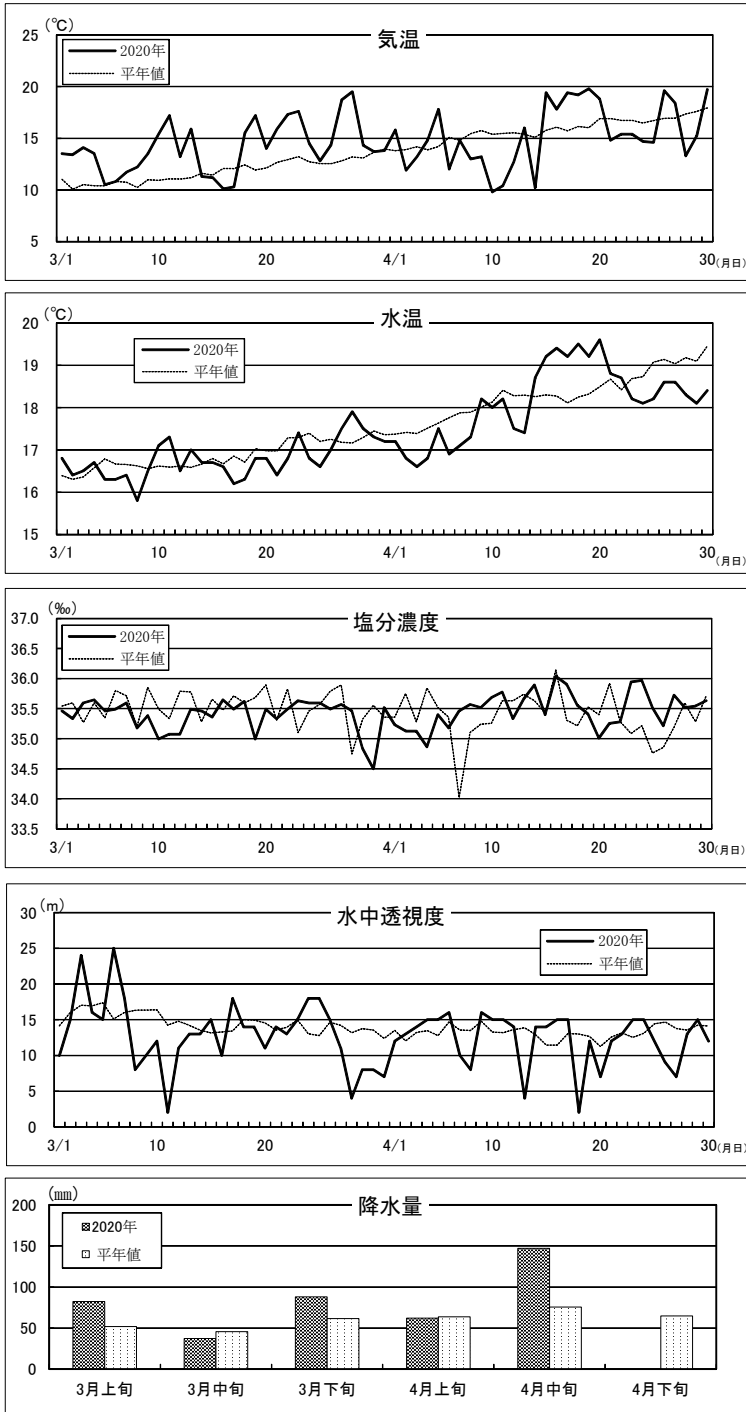 (℃)
気温
25
20
15
10
5
2020年
平年値
3/1 10 20 4/1 10 20 30(月日)
(℃)
水温
20
19
18
17
16
15
2020年
平年値
3/1 10 20 4/1 10 20 30(月日)
(‰)
塩分濃度
37.0
36.5
36.0
35.5
35.0
34.5
34.0
33.5
2020年
平年値
3/1 10 20 4/1 10 20 30(月日)
(m)
水中透視度
30
25
20
15
10
5
0
2020年
平年値
3/1 10 20 4/1 10 20 30(月日)
(mm)
降水量
200
150
100
50
0
2020年
平年値
3月上旬 3月中旬 3月下旬 4月上旬 4月中旬 4月下旬